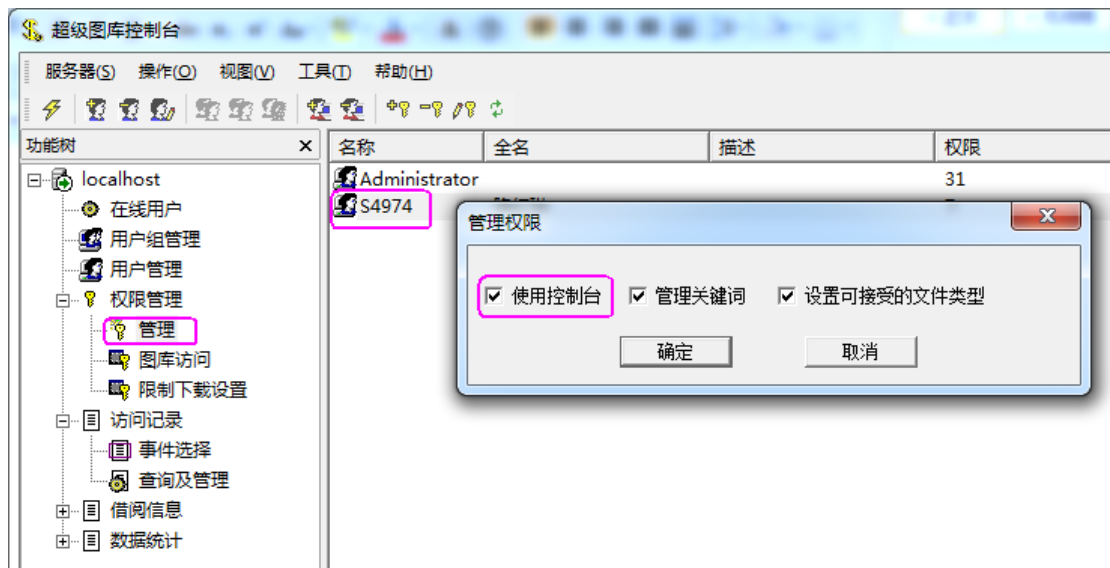 超级图库控制台
服务器(S) 操作(O) 视图(V) 工具(T) 帮助(H)
功能树
名称 全名 描述 权限
localhost
在线用户
用户组管理
用户管理
权限管理
管理
图库访问
限制下载设置
访问记录
事件选择
查询及管理
借阅信息
数据统计
Administrator 31
S4974
管理权限
使用控制台 管理关键词 设置可接受的文件类型
确定 取消